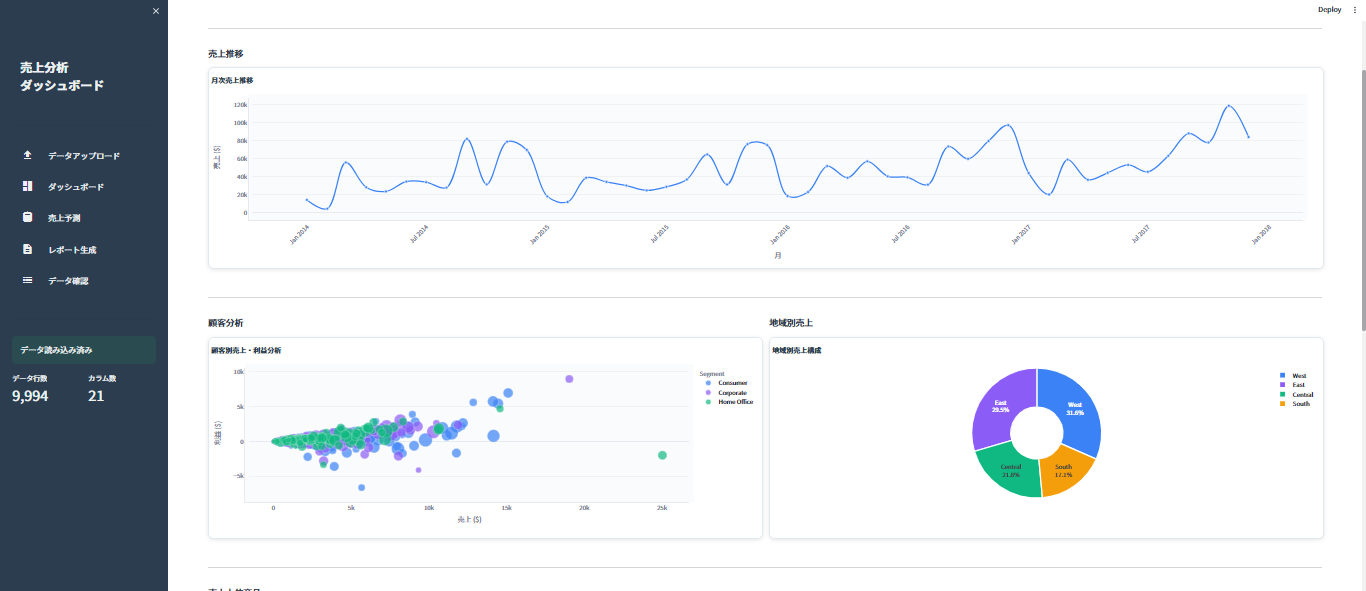 Deploy
売上分析
ダッシュボード
データアップロード
ダッシュボード
売上予測
レポート生成
データ確認
データ読み込み済み
データ行数
カラム数
9,994
21
売上推移
月次売上推移
120k
100k
80k
60k
40k
20k
0
売上 ($)
Jan 2014
Jul 2014
Jan 2015
Jul 2015
Jan 2016
Jul 2016
Jan 2017
Jul 2017
Jan 2018
月
顧客分析
顧客別売上・利益分析
10k
5k
0
−5k
利益 ($)
0
5k
10k
15k
20k
25k
売上 ($)
Segment
Consumer
Corporate
Home Office
地域別売上
地域別売上構成
East
29.5%
West
31.6%
Central
21.8%
South
17.1%
West
East
Central
South